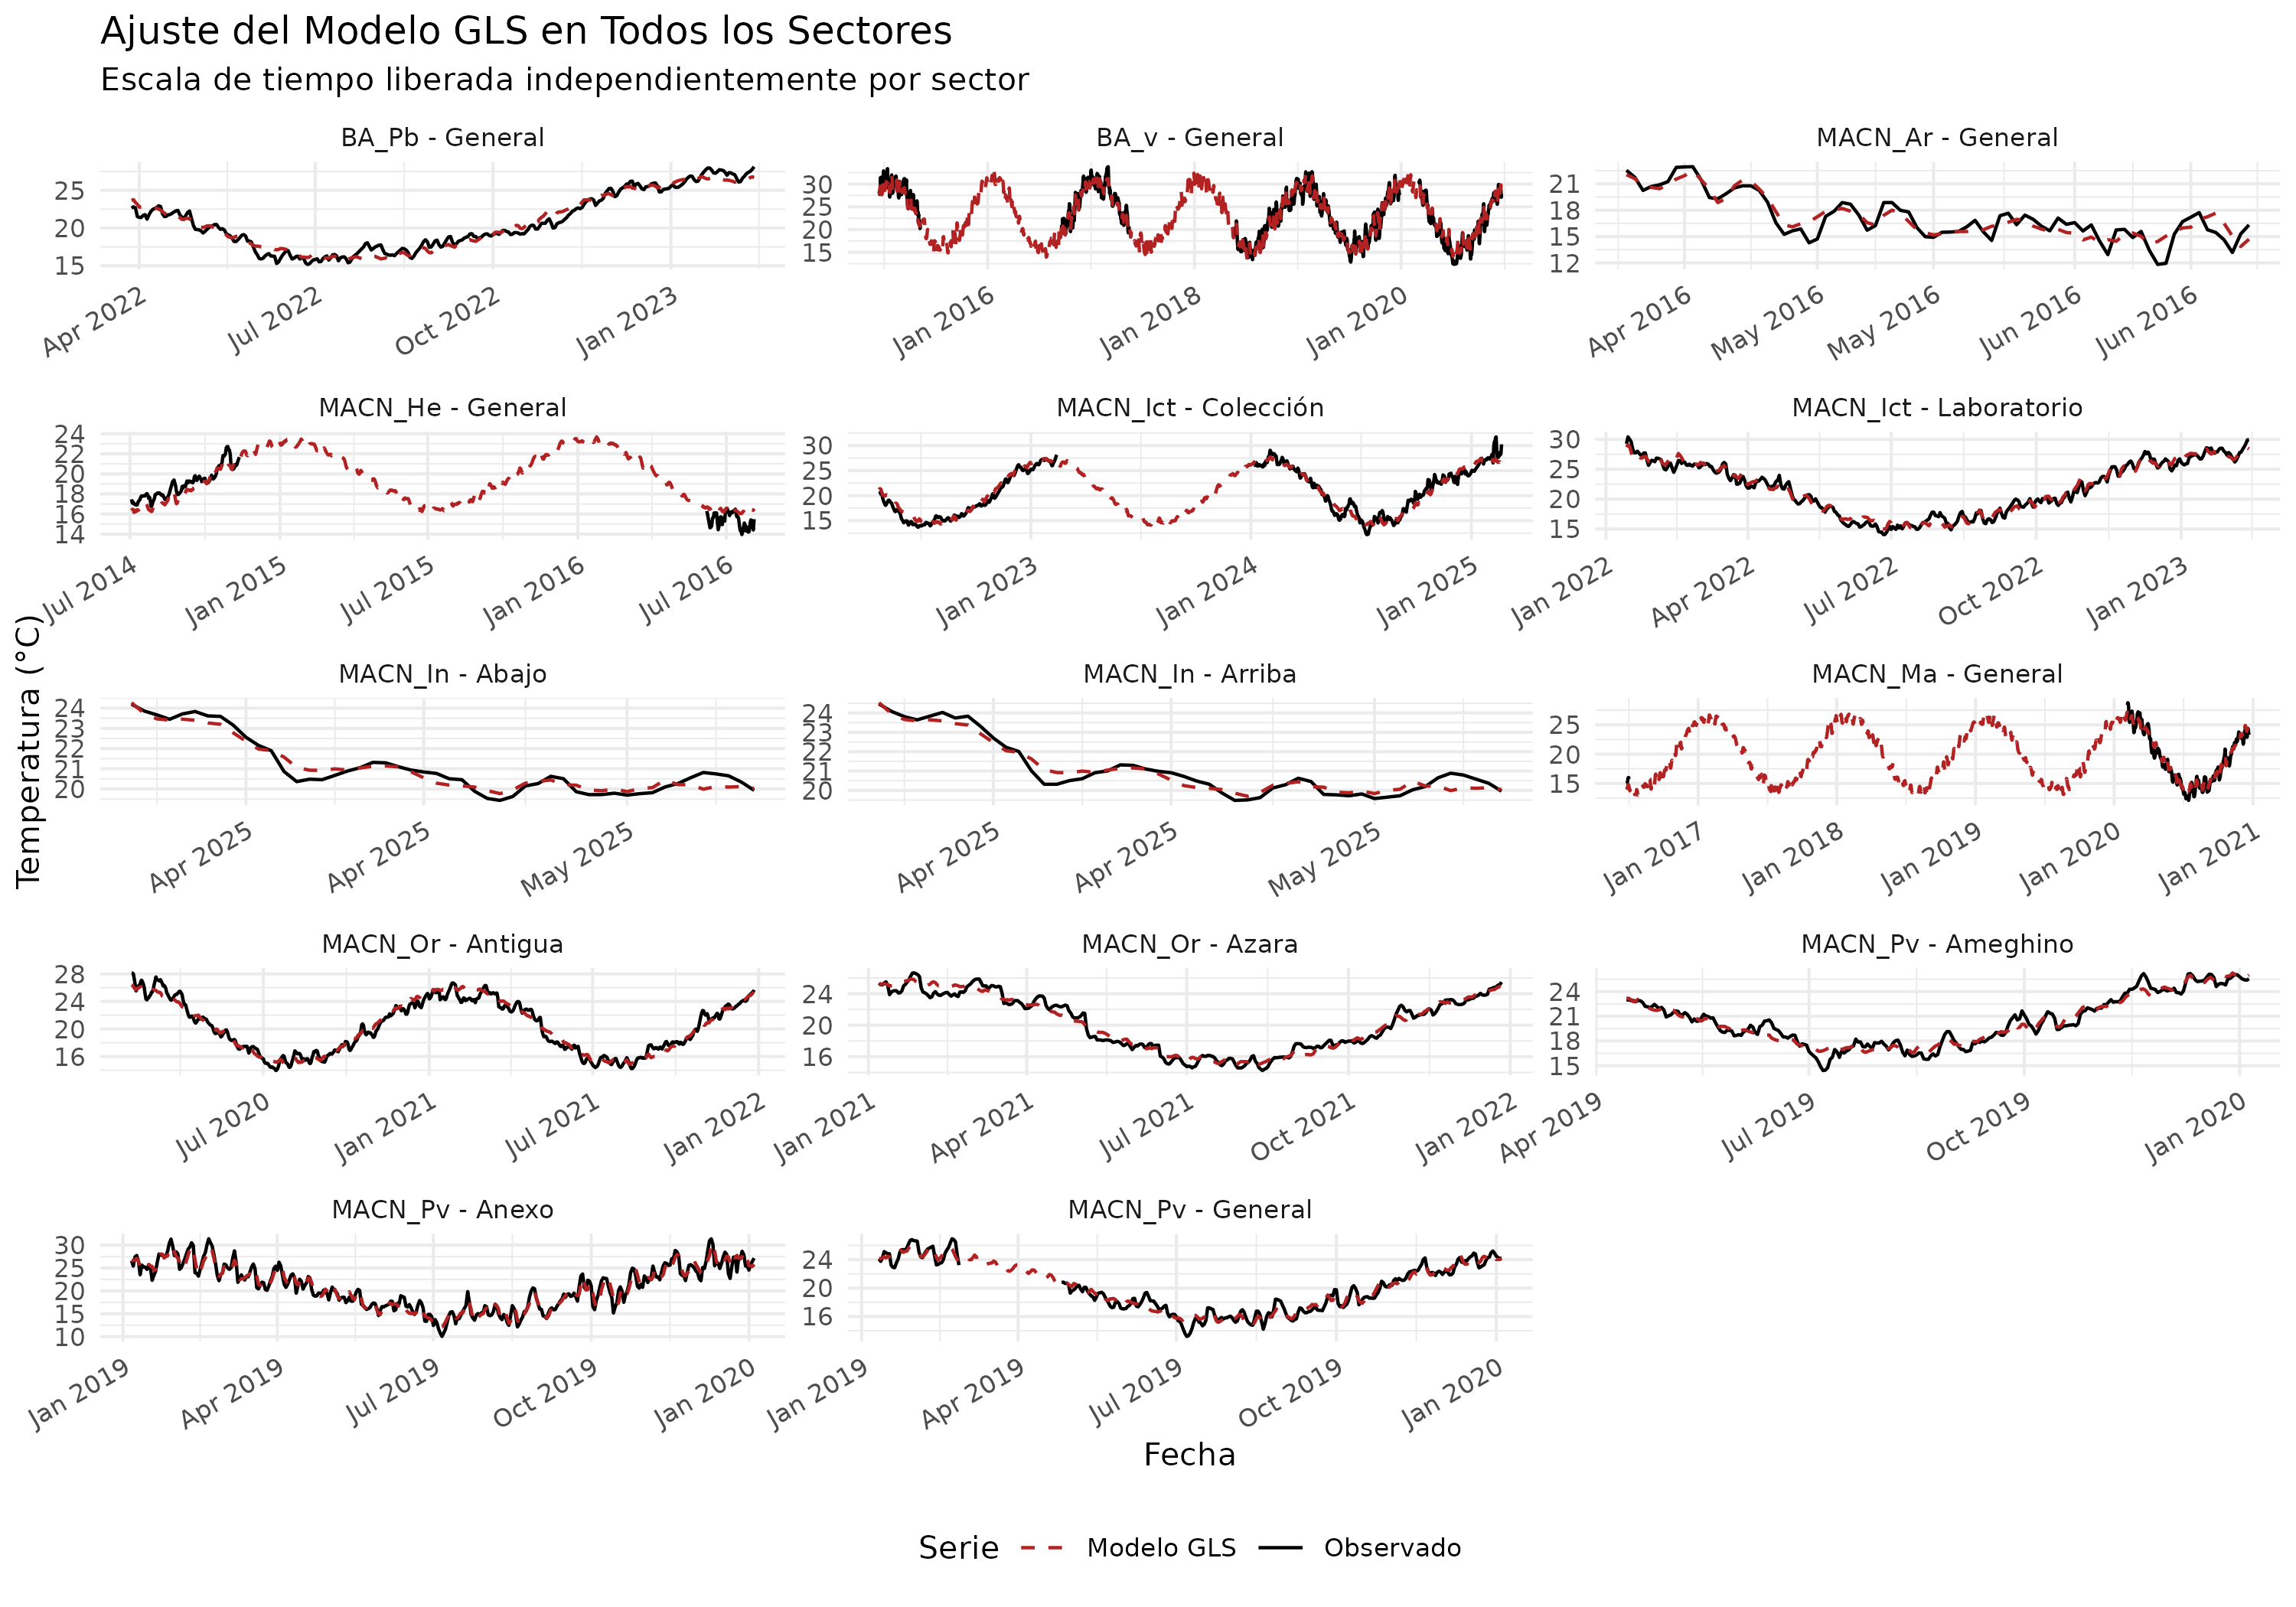 Ajuste del Modelo GLS en Todos los Sectores
Escala de tiempo liberada independientemente por sector
BA_Pb - General
BA_v - General
MACN_Ar - General
25
20
15
30
25
20
15
21
18
15
12
Apr 2022
Jul 2022
Oct 2022
Jan 2023
Jan 2016
Jan 2018
Jan 2020
Apr 2016
May 2016
May 2016
Jun 2016
Jun 2016
MACN_He - General
MACN_Ict - Colección
MACN_Ict - Laboratorio
24
22
20
18
16
14
30
25
20
15
30
25
20
15
Jul 2014
Jan 2015
Jul 2015
Jan 2016
Jul 2016
Jan 2023
Jan 2024
Jan 2025
Jan 2022
Apr 2022
Jul 2022
Oct 2022
Jan 2023
Temperatura (°C)
MACN_In - Abajo
MACN_In - Arriba
MACN_Ma - General
24
23
22
21
20
24
23
22
21
20
25
20
15
Apr 2025
Apr 2025
May 2025
Apr 2025
Apr 2025
May 2025
Jan 2017
Jan 2018
Jan 2019
Jan 2020
Jan 2021
MACN_Or - Antigua
MACN_Or - Azara
MACN_Pv - Ameghino
28
24
20
16
24
20
16
24
21
18
15
Jul 2020
Jan 2021
Jul 2021
Jan 2022
Jan 2021
Apr 2021
Jul 2021
Oct 2021
Jan 2022
Apr 2019
Jul 2019
Oct 2019
Jan 2020
MACN_Pv - Anexo
MACN_Pv - General
30
25
20
15
10
24
20
16
Jan 2019
Apr 2019
Jul 2019
Oct 2019
Jan 2020
Jan 2019
Apr 2019
Jul 2019
Oct 2019
Jan 2020
Fecha
Serie
Modelo GLS
Observado